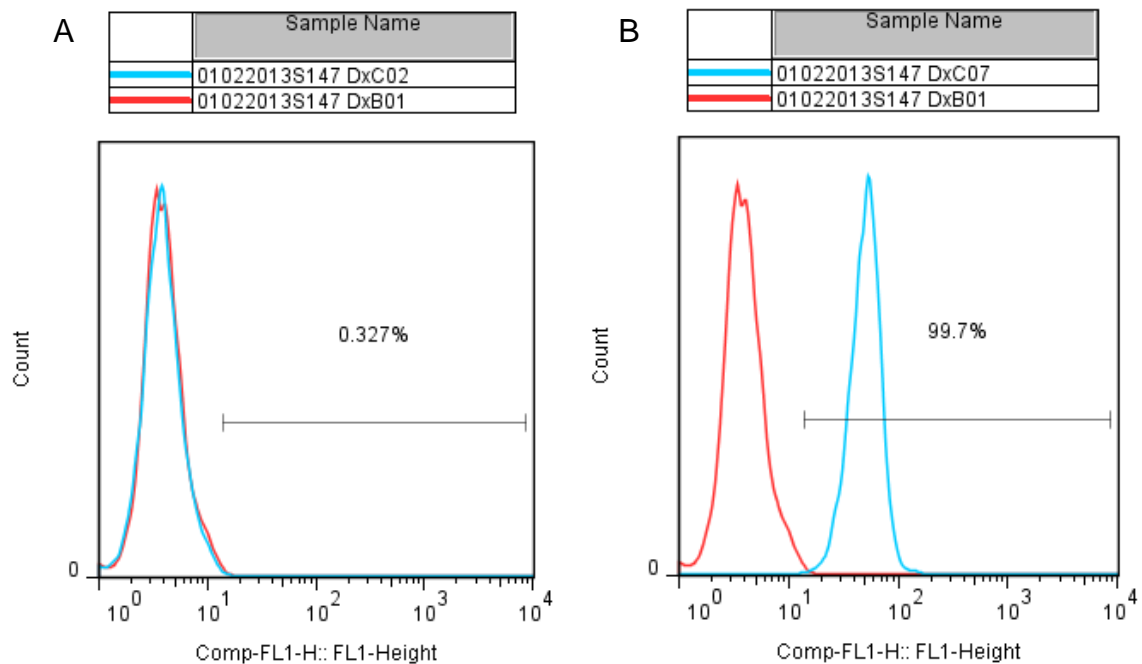 A
Sample Name
01022013S147 DxC02
01022013S147 DxB01
Count
0.327%
0
10^0 10^1 10^2 10^3 10^4
Comp-FL1-H:: FL1-Height
B
Sample Name
01022013S147 DxC07
01022013S147 DxB01
Count
99.7%
0
10^0 10^1 10^2 10^3 10^4
Comp-FL1-H:: FL1-Height